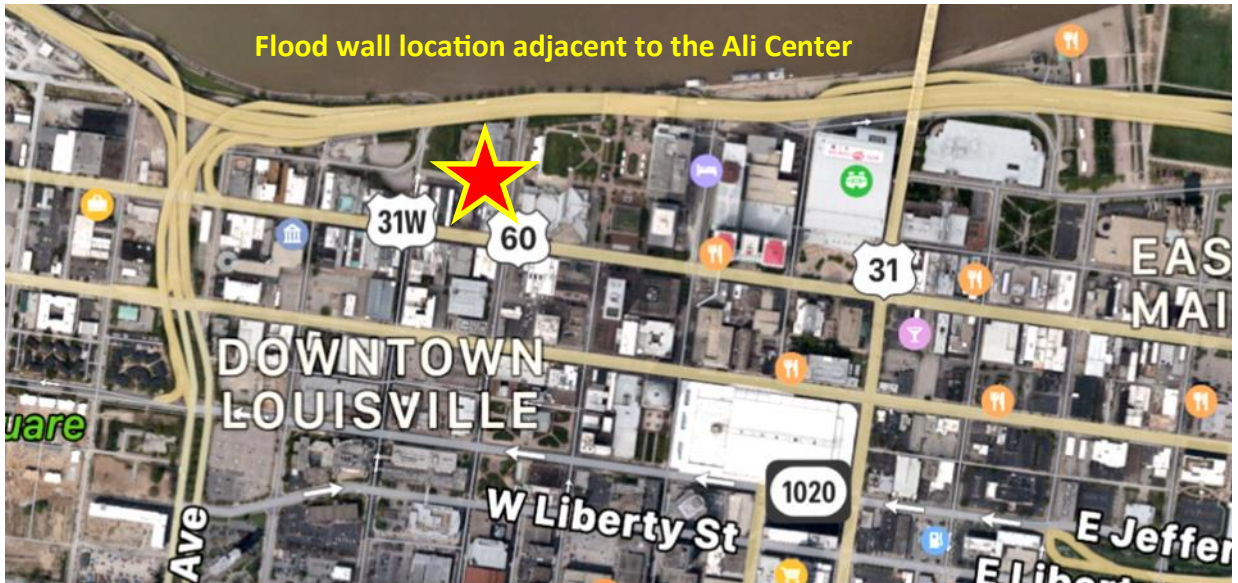 Flood wall location adjacent to the Ali Center
31W
60
31
EAS
MAI
DOWNTOWN
LOUISVILLE
uare
1020
W Liberty St
Ave
E Jeffer
E Libert